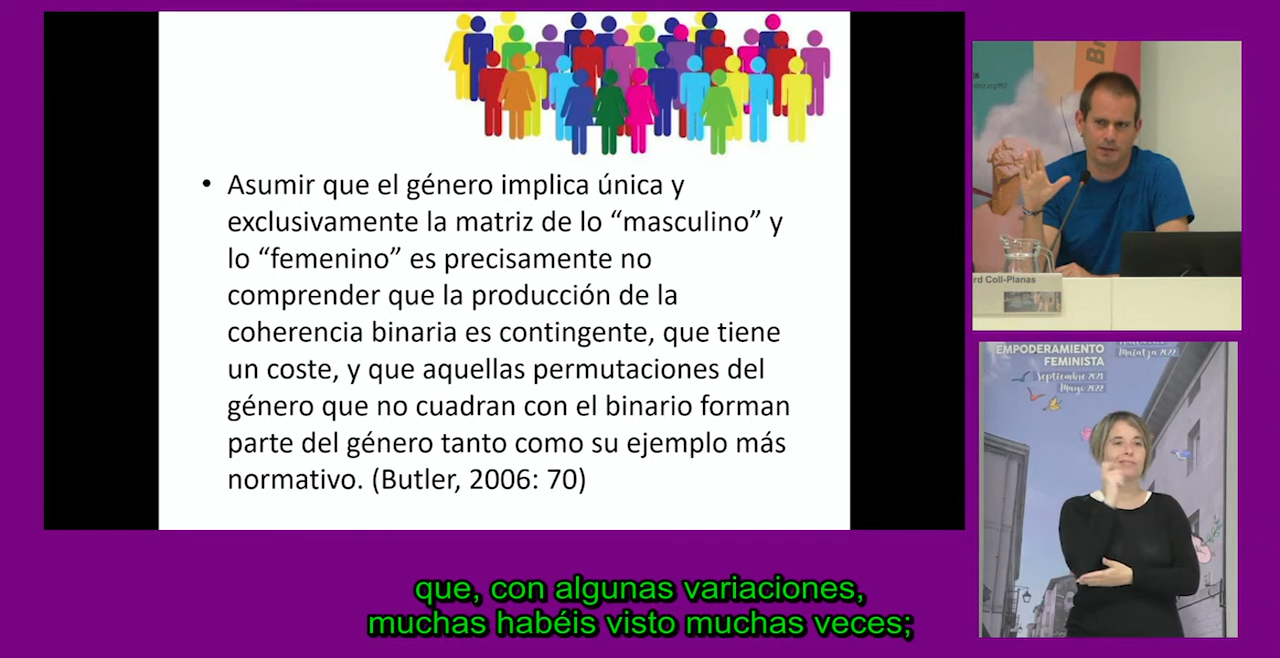 • Asumir que el género implica única y
exclusivamente la matriz de lo “masculino” y
lo “femenino” es precisamente no
comprender que la producción de la
coherencia binaria es contingente, que tiene
un coste, y que aquellas permutaciones del
género que no cuadran con el binario forman
parte del género tanto como su ejemplo más
normativo. (Butler, 2006: 70)
rd Coll-Planas
EMPODERAMIENTO
FEMINISTA
Septiembre 2021
Mayo 2022
Maiatza 2022
que, con algunas variaciones,
muchas habéis visto muchas veces;